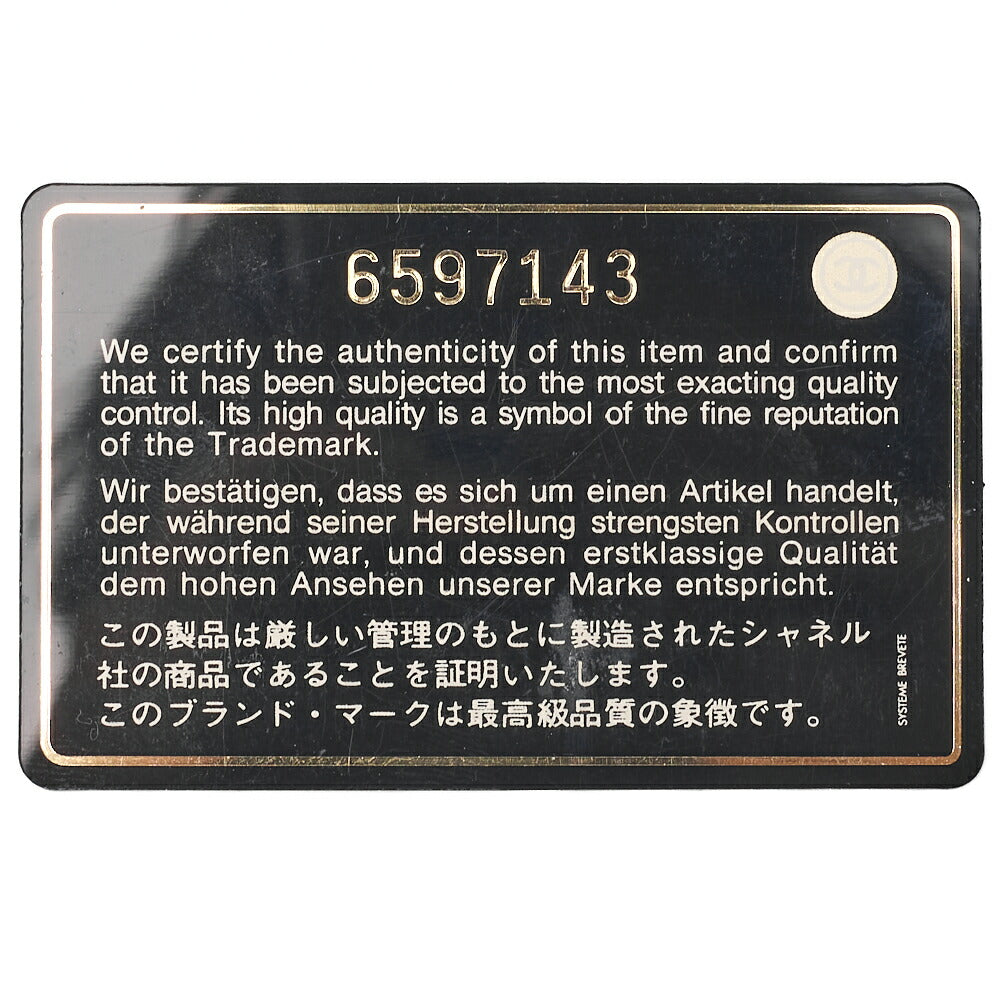 6597143
We certify the authenticity of this item and confirm
that it has been subjected to the most exacting quality
control. Its high quality is a symbol of the fine reputation
of the Trademark.
Wir bestätigen, dass es sich um einen Artikel handelt,
der während seiner Herstellung strengsten Kontrollen
unterworfen war, und dessen erstklassige Qualität
dem hohen Ansehen unserer Marke entspricht.
この製品は厳しい管理のもとに製造されたシャネル
社の商品であることを証明いたします。
このブランド・マークは最高級品質の象徴です。
SYSTEME BREVETE